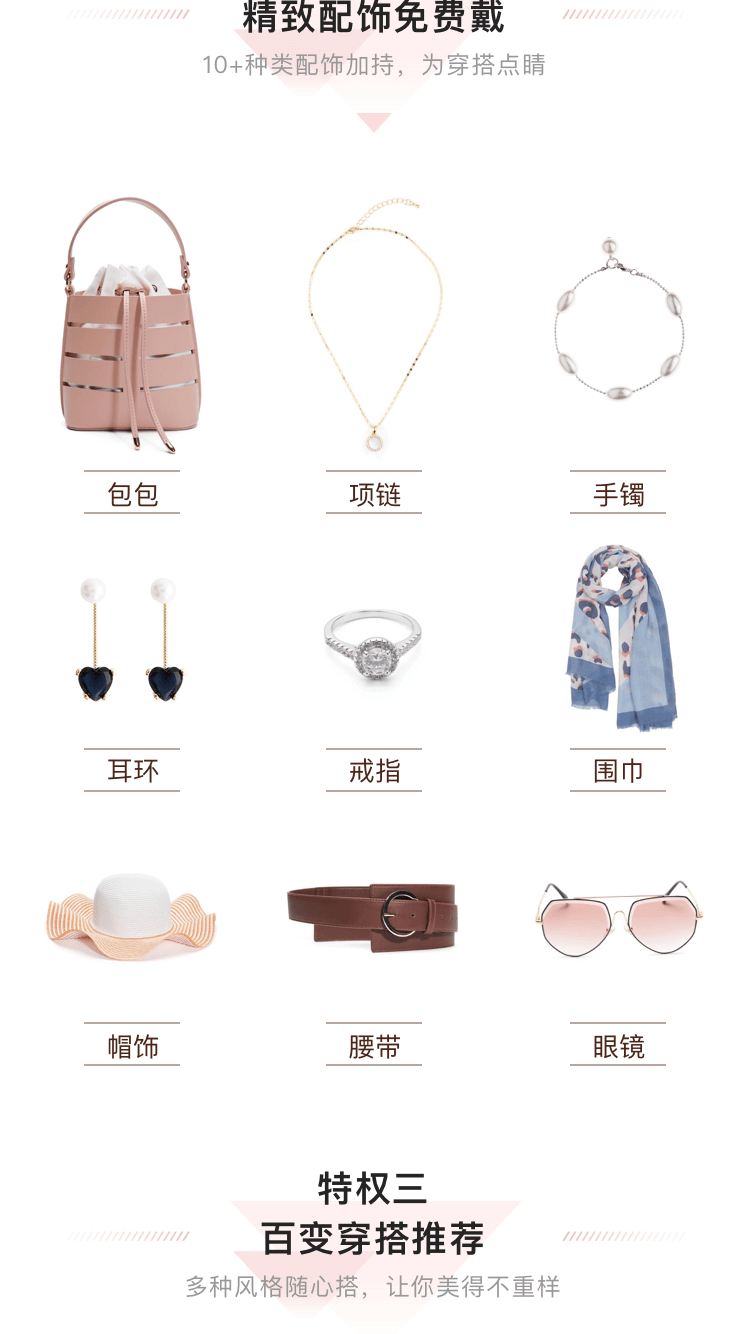 精致配饰免费戴
10+种类配饰加持，为穿搭点睛
包包
项链
手镯
耳环
戒指
围巾
帽饰
腰带
眼镜
特权三
百变穿搭推荐
多种风格随心搭，让你美得不重样